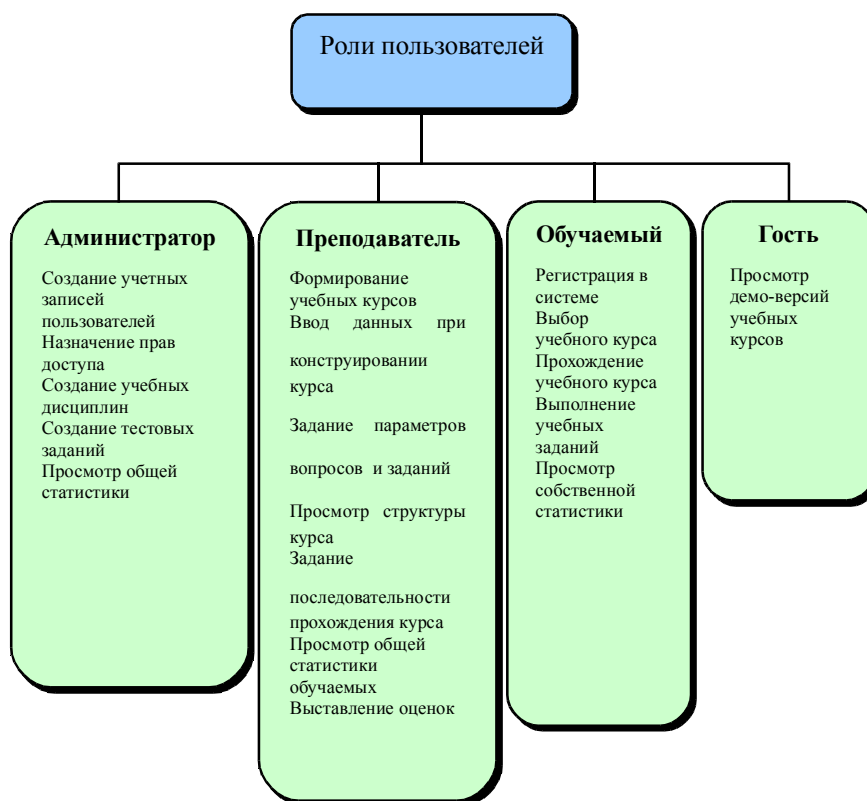 Роли пользователей
Администратор
Создание учетных
записей
пользователей
Назначение прав
доступа
Создание учебных
дисциплин
Создание тестовых
заданий
Просмотр общей
статистики
Преподаватель
Формирование
учебных курсов
Ввод данных при
конструировании
курса
Задание параметров
вопросов и заданий
Просмотр структуры
курса
Задание
последовательности
прохождения курса
Просмотр общей
статистики
обучаемых
Выставление оценок
Обучаемый
Регистрация в
системе
Выбор
учебного курса
Прохождение
учебного курса
Выполнение
учебных
заданий
Просмотр
собственной
статистики
Гость
Просмотр
демо-версий
учебных
курсов